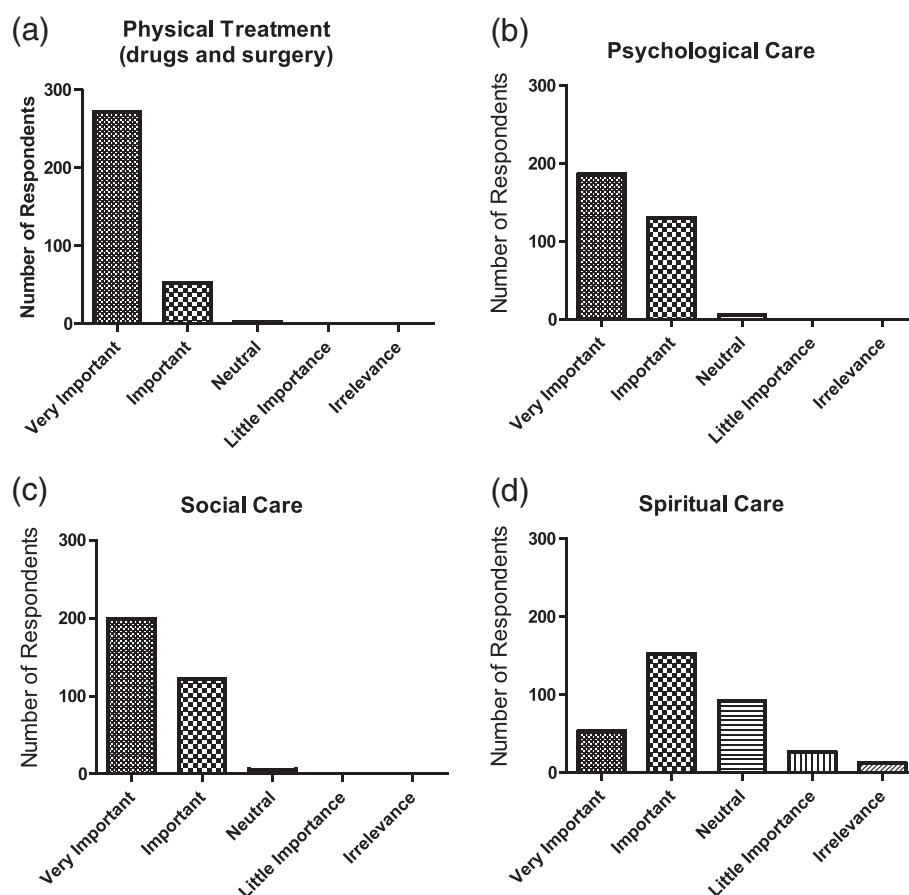 (a)
Physical Treatment
(drugs and surgery)
Number of Respondents
300
200
100
0
Very Important
Important
Neutral
Little Importance
Irrelevance
(b)
Psychological Care
Number of Respondents
300
200
100
0
Very Important
Important
Neutral
Little Importance
Irrelevance
(c)
Social Care
Number of Respondents
300
200
100
0
Very Important
Important
Neutral
Little Importance
Irrelevance
(d)
Spiritual Care
Number of Respondents
300
200
100
0
Very Important
Important
Neutral
Little Importance
Irrelevance